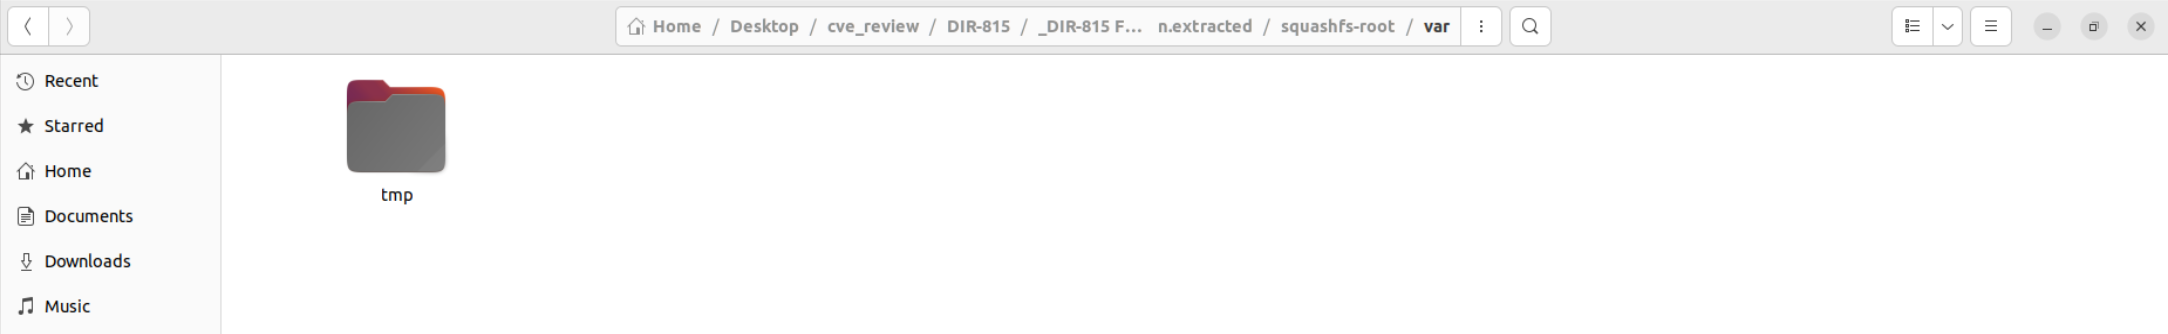 Home / Desktop / cve_review / DIR-815 / _DIR-815 F… n.extracted / squashfs-root / var
Recent
Starred
Home
Documents
Downloads
Music
tmp